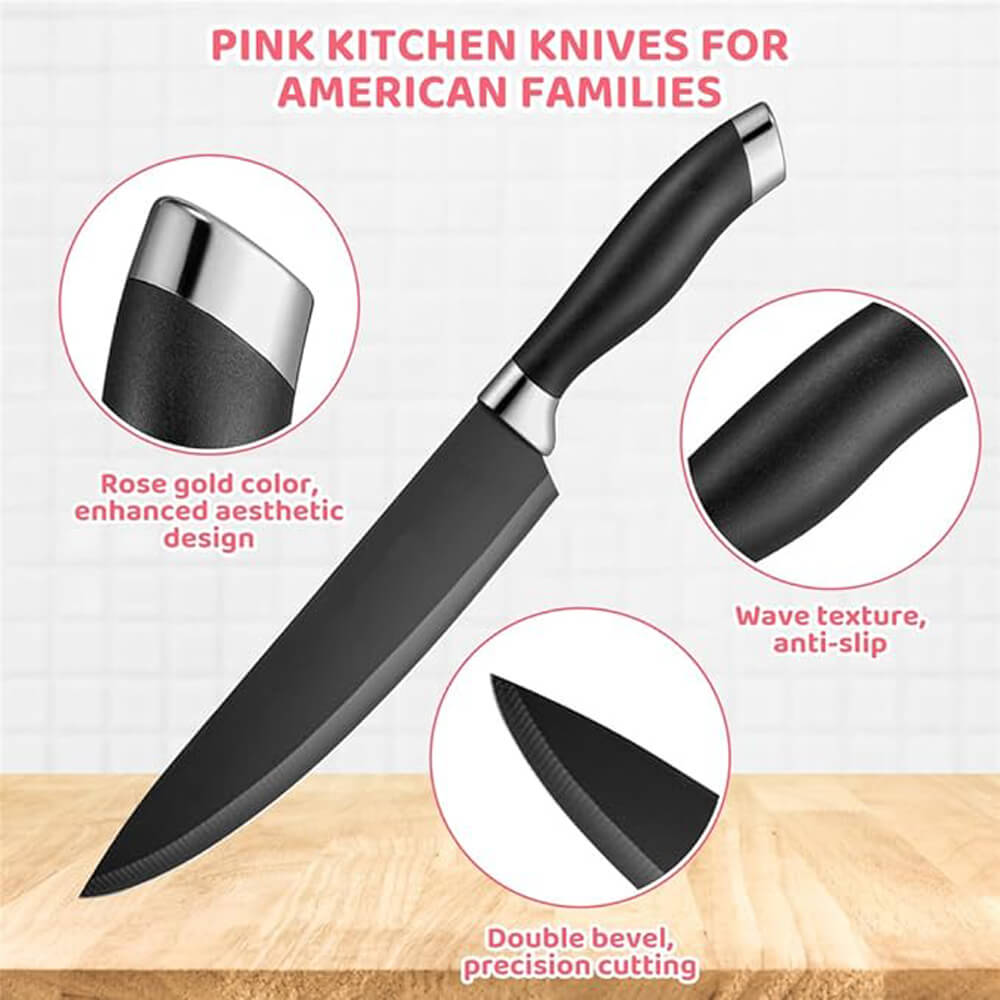 PINK KITCHEN KNIVES FOR
AMERICAN FAMILIES
Rose gold color,
enhanced aesthetic
design
Wave texture,
anti-slip
Double bevel,
precision cutting